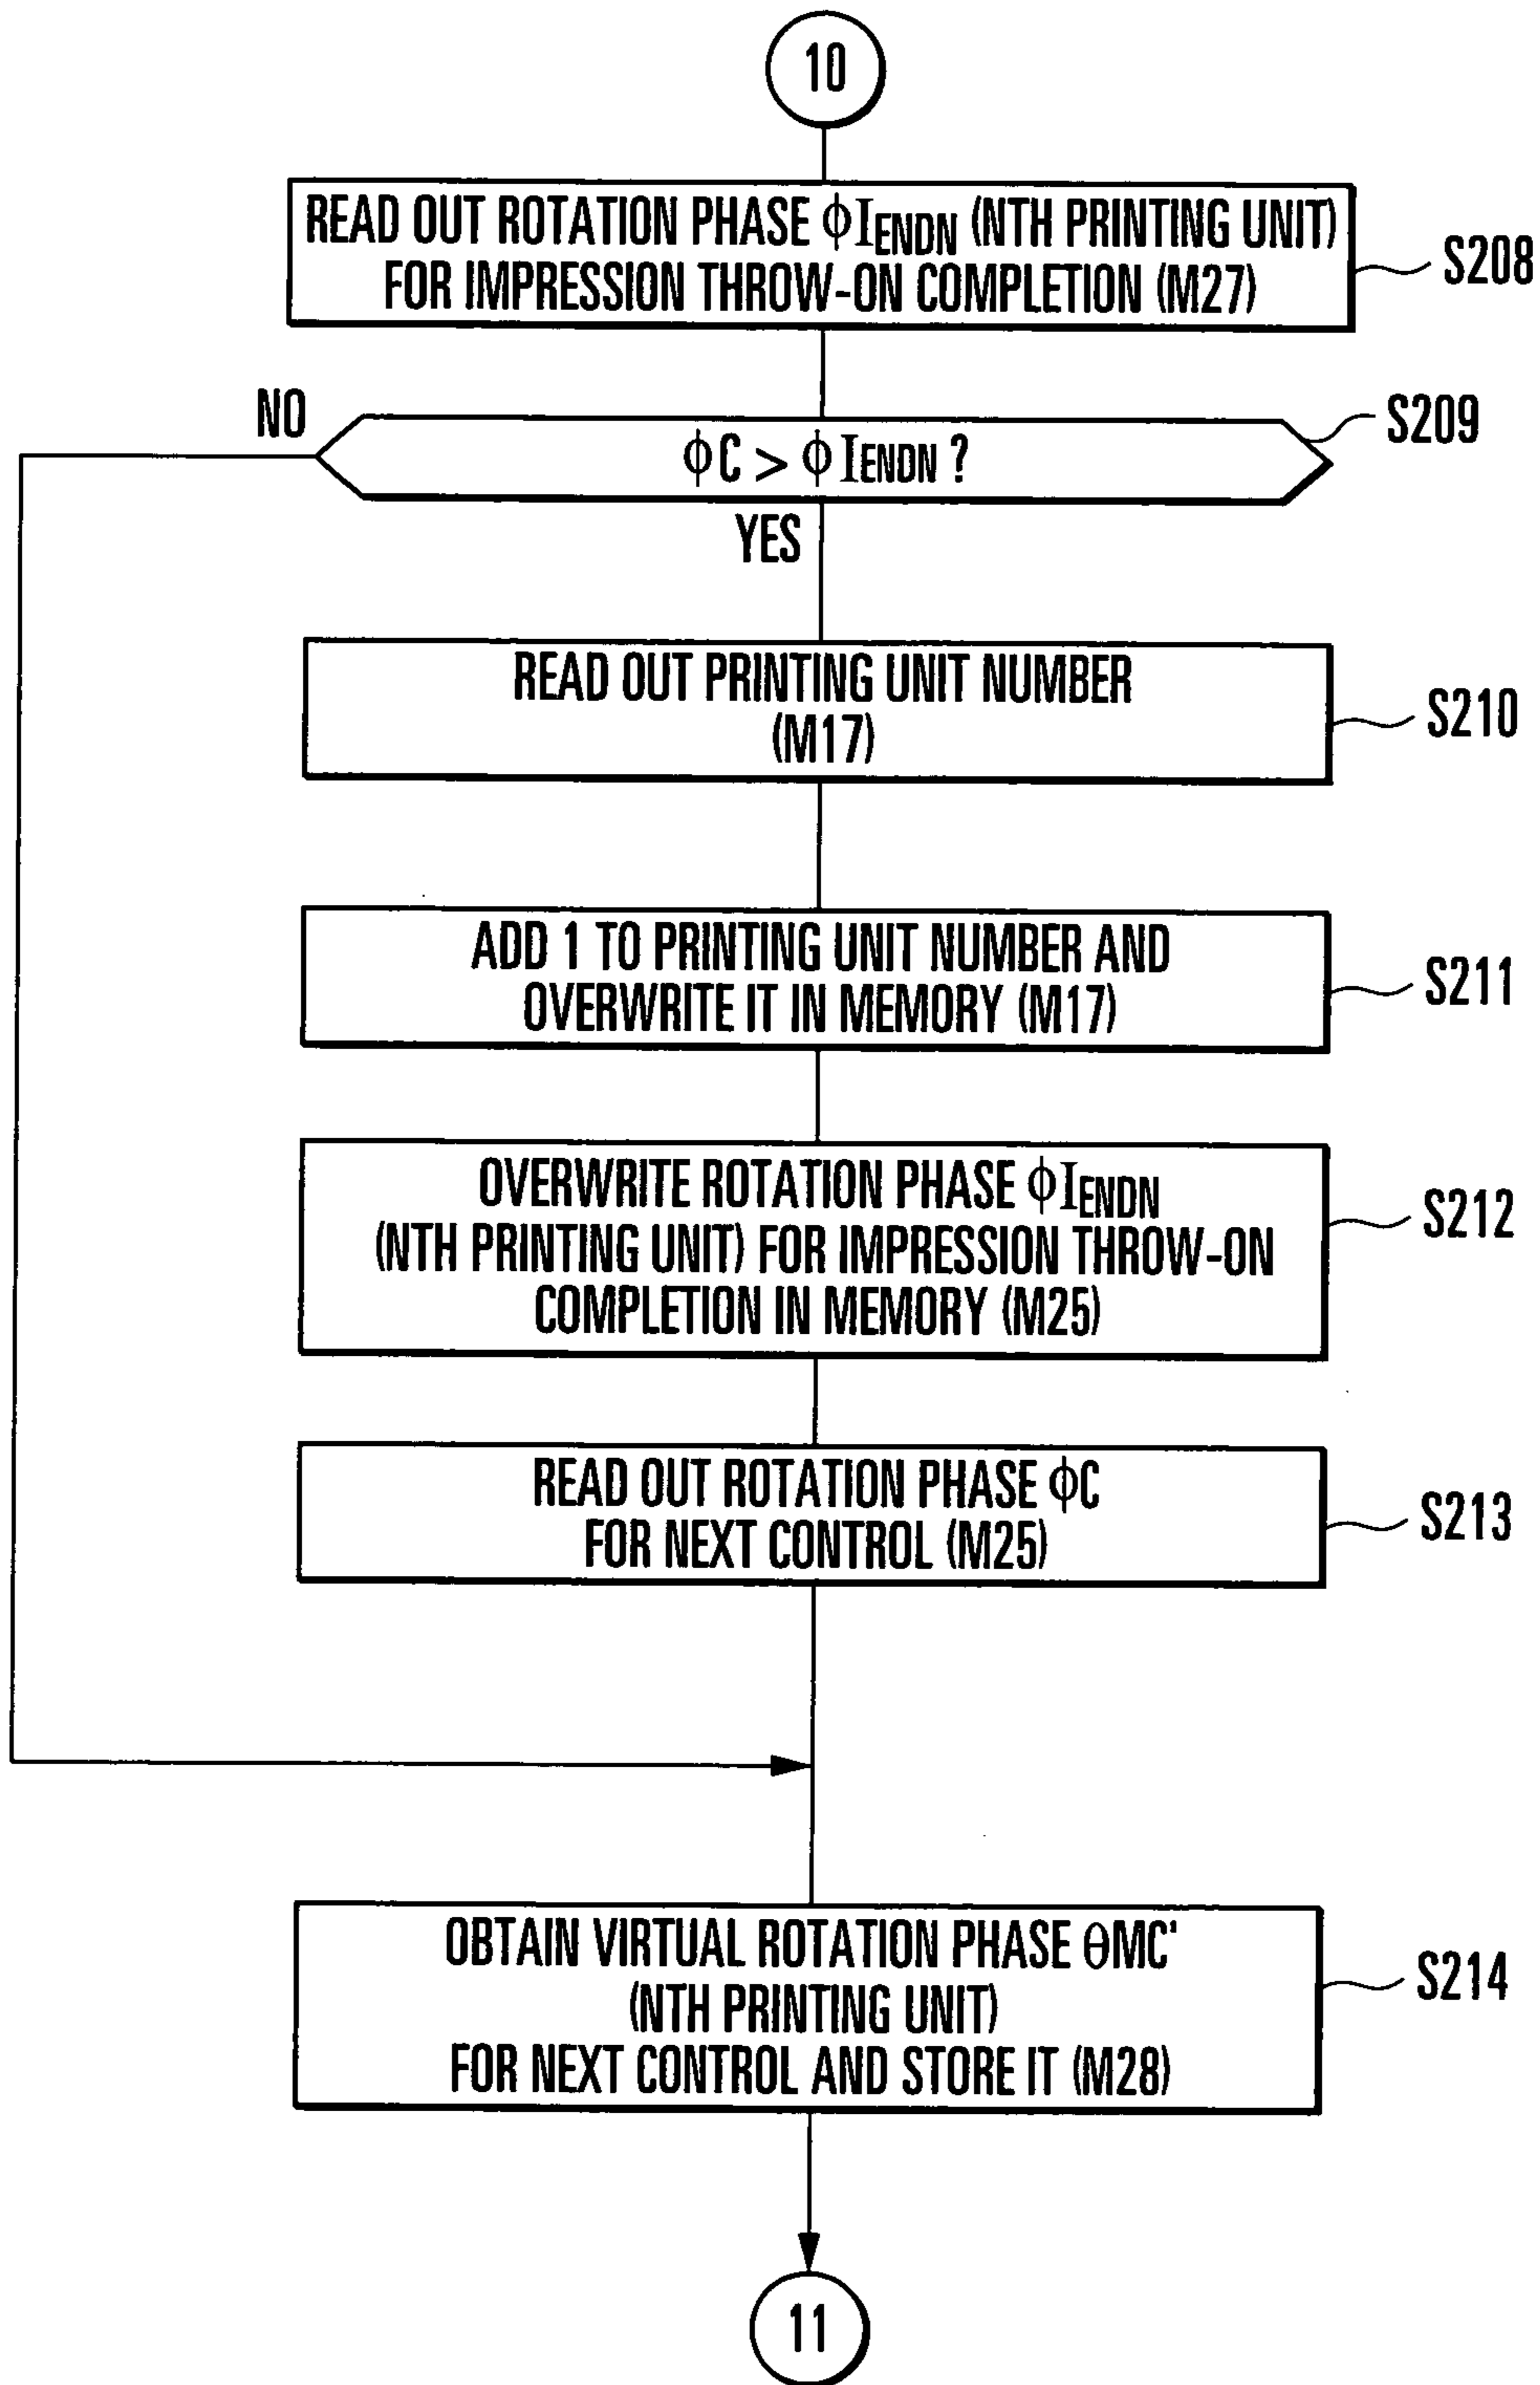 10
READ OUT ROTATION PHASE ϕIENDN (NTH PRINTING UNIT)
FOR IMPRESSION THROW-ON COMPLETION (M27)
S208
NO
S209
ϕC > ϕIENDN ?
YES
READ OUT PRINTING UNIT NUMBER
(M17)
S210
ADD 1 TO PRINTING UNIT NUMBER AND
OVERWRITE IT IN MEMORY (M17)
S211
OVERWRITE ROTATION PHASE ϕIENDN
(NTH PRINTING UNIT) FOR IMPRESSION THROW-ON
COMPLETION IN MEMORY (M25)
S212
READ OUT ROTATION PHASE ϕC
FOR NEXT CONTROL (M25)
S213
OBTAIN VIRTUAL ROTATION PHASE θMC'
(NTH PRINTING UNIT)
FOR NEXT CONTROL AND STORE IT (M28)
S214
11